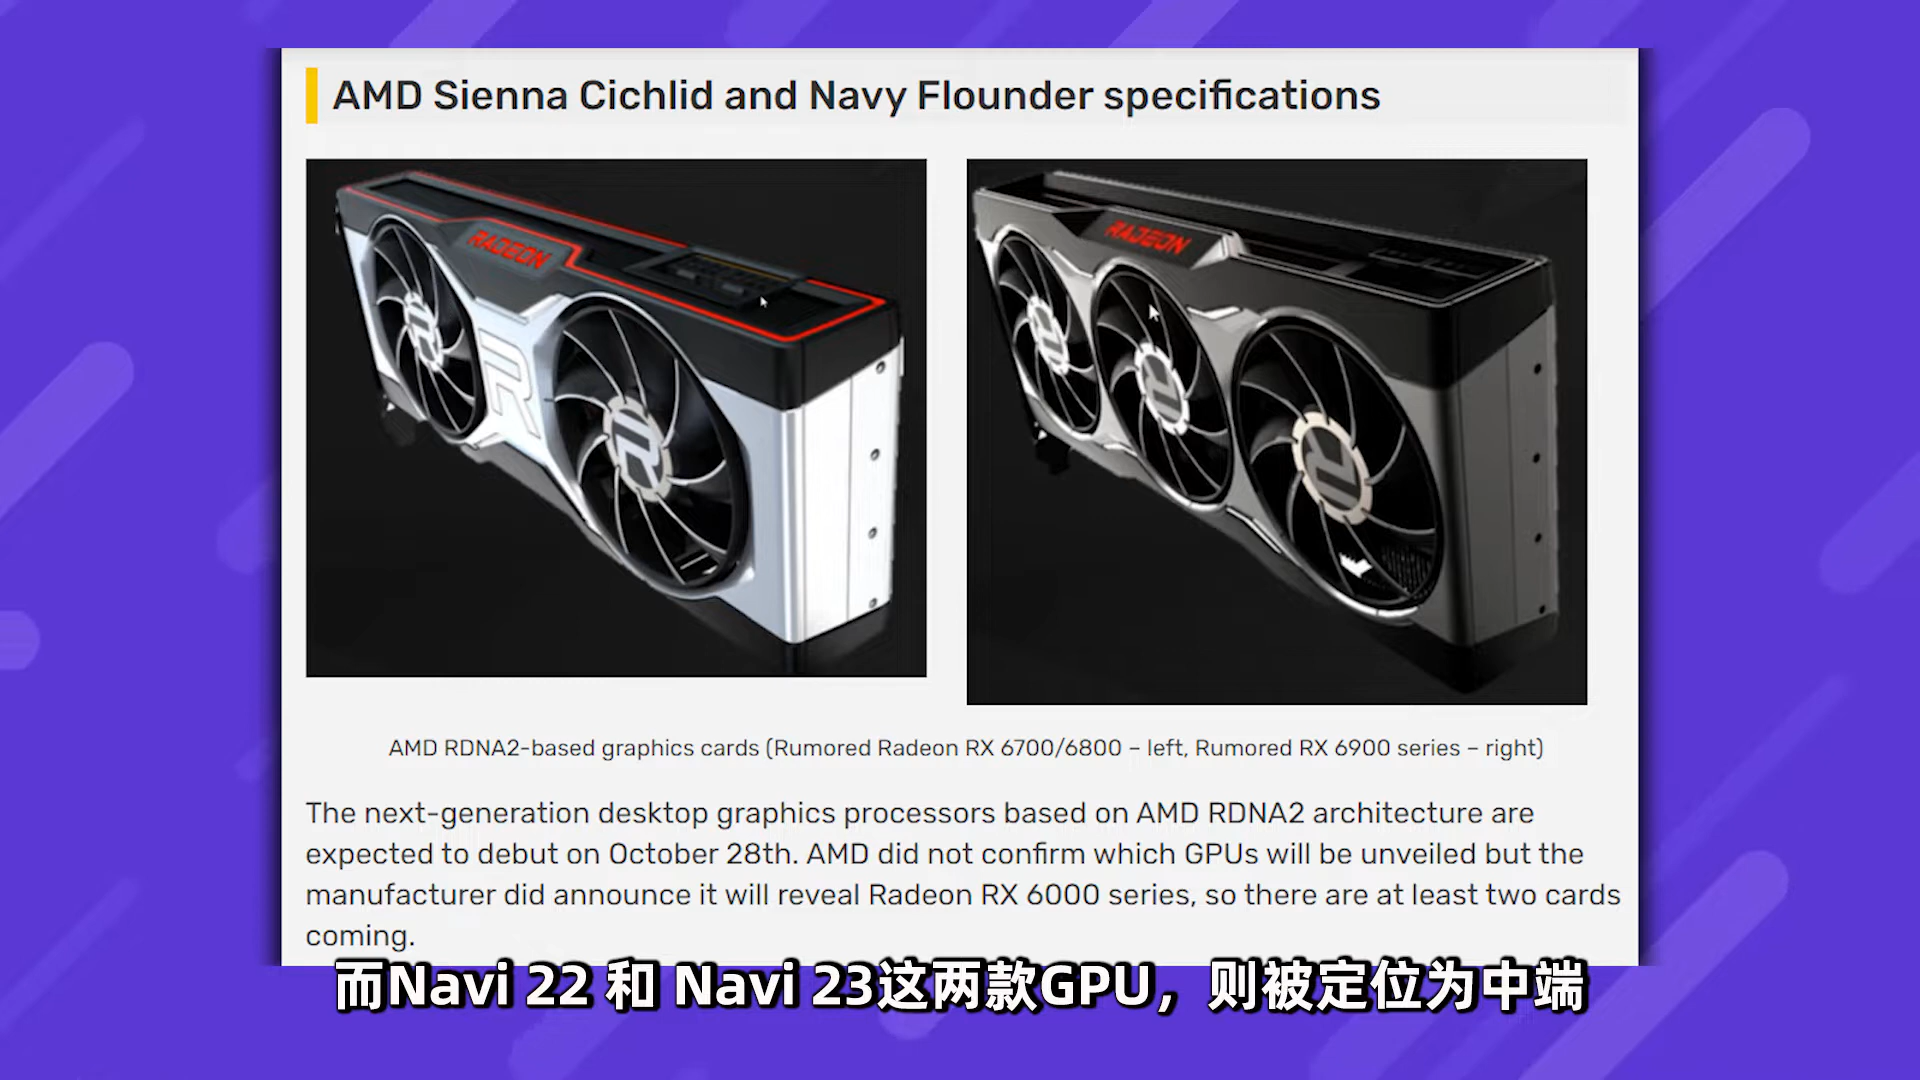 AMD Sienna Cichlid and Navy Flounder specifications
RADEON
RADEON
AMD RDNA2-based graphics cards (Rumored Radeon RX 6700/6800 – left, Rumored RX 6900 series – right)
The next-generation desktop graphics processors based on AMD RDNA2 architecture are
expected to debut on October 28th. AMD did not confirm which GPUs will be unveiled but the
manufacturer did announce it will reveal Radeon RX 6000 series, so there are at least two cards
coming.
而Navi 22 和 Navi 23这两款GPU，则被定位为中端